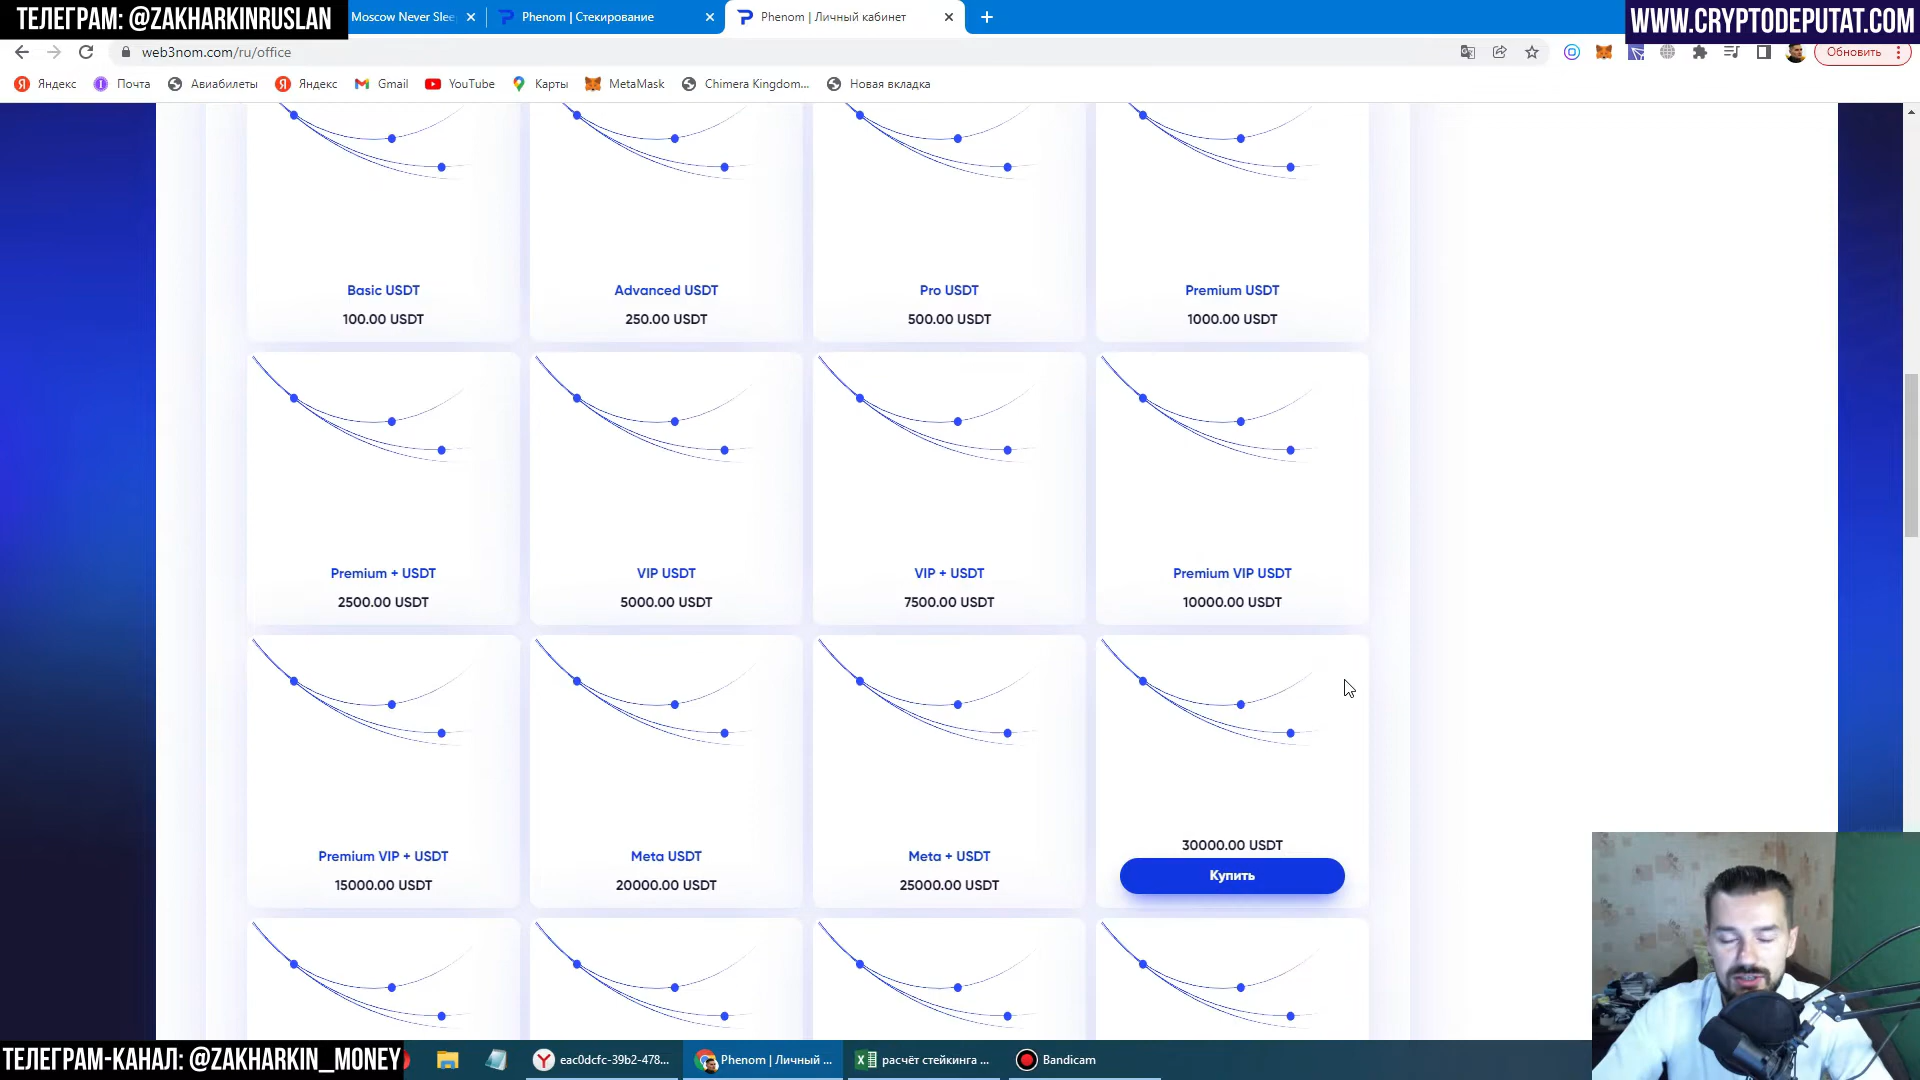 ТЕЛЕГРАМ: @ZAKHARKINRUSLAN
Moscow Never Slee
Phenom | Стекирование
Phenom | Личный кабинет
WWW.CRYPTODEPUTAT.COM
web3nom.com/ru/office
Обновить
Яндекс
Почта
Авиабилеты
Яндекс
Gmail
YouTube
Карты
MetaMask
Chimera Kingdom...
Новая вкладка
Basic USDT
100.00 USDT
Advanced USDT
250.00 USDT
Pro USDT
500.00 USDT
Premium USDT
1000.00 USDT
Premium + USDT
2500.00 USDT
VIP USDT
5000.00 USDT
VIP + USDT
7500.00 USDT
Premium VIP USDT
10000.00 USDT
Premium VIP + USDT
15000.00 USDT
Meta USDT
20000.00 USDT
Meta + USDT
25000.00 USDT
30000.00 USDT
Купить
ТЕЛЕГРАМ-КАНАЛ: @ZAKHARKIN_MONEY
eac0dcfc-39b2-478...
Phenom | Личный ...
расчёт стейкинга ...
Bandicam